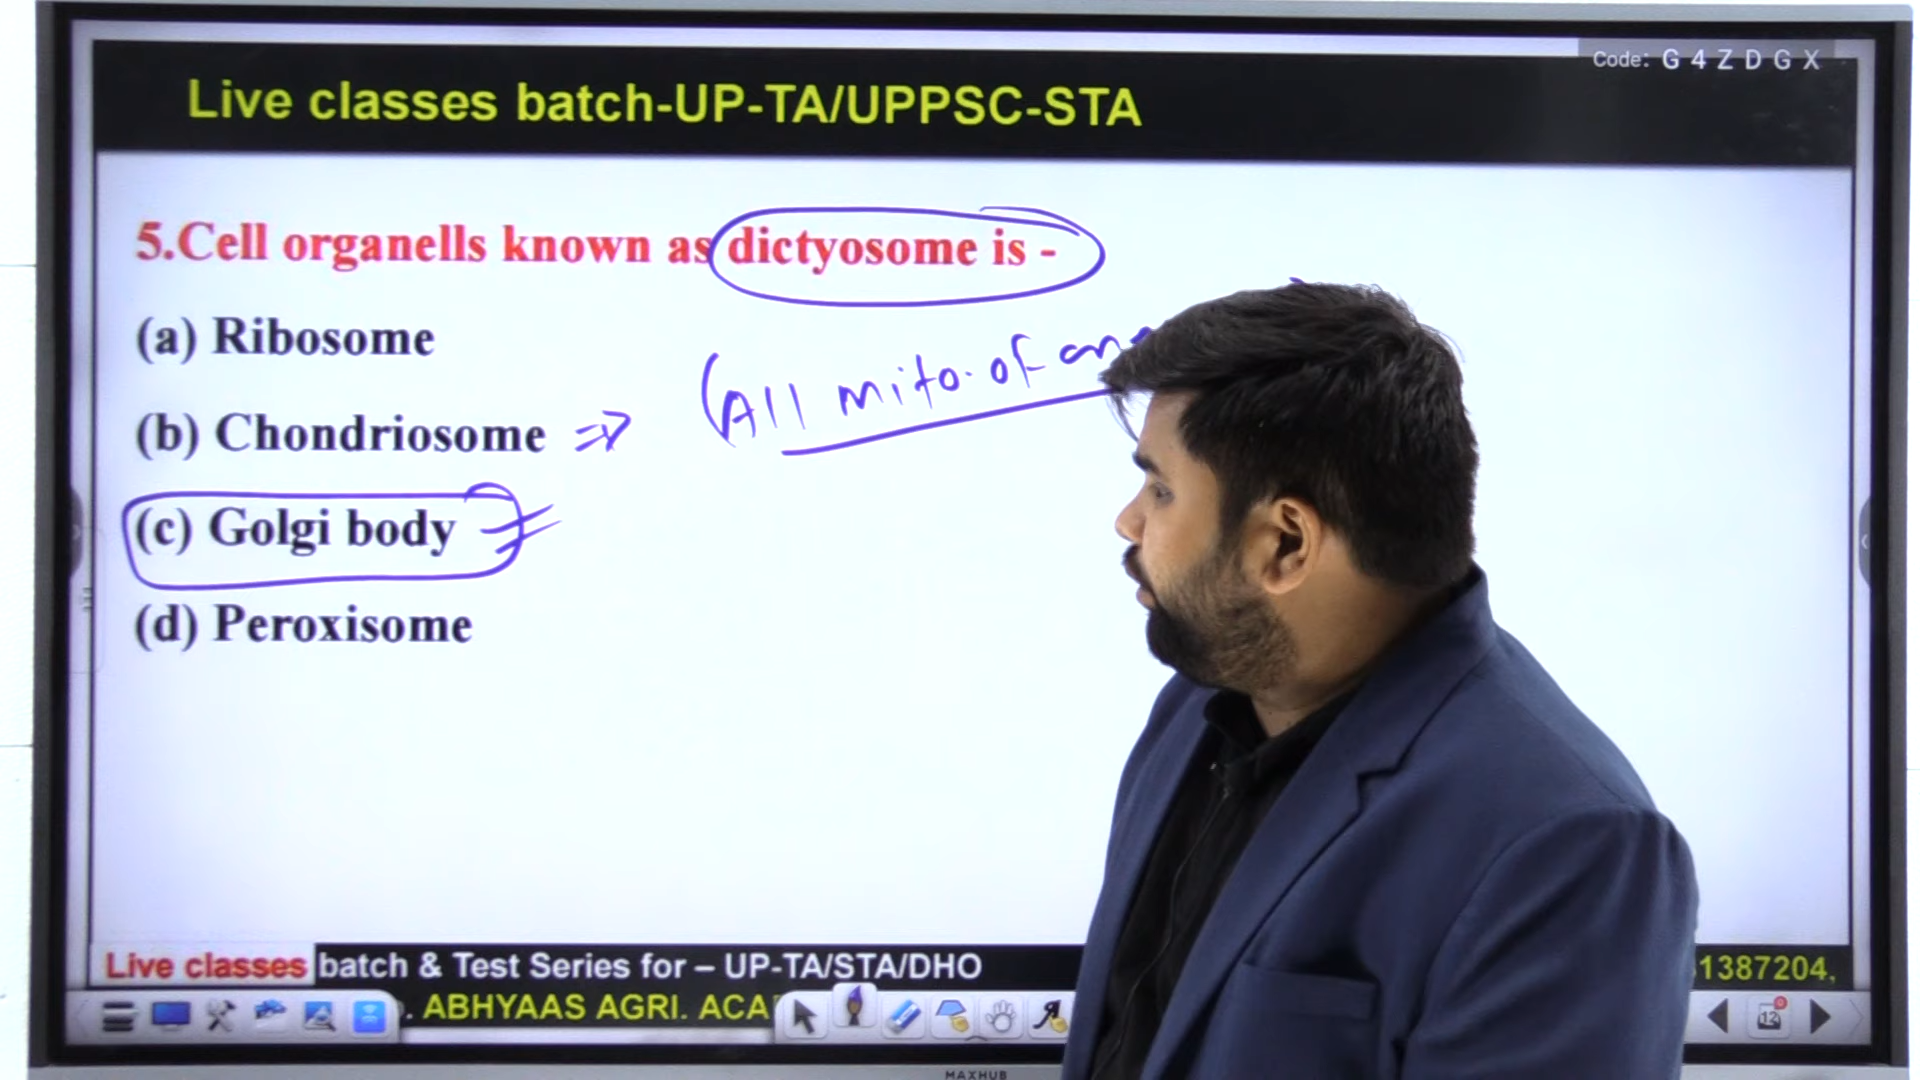 Code: G 4 Z D G X
Live classes batch-UP-TA/UPPSC-STA
5.Cell organells known as dictyosome is -
(a) Ribosome
(All mito. of
(b) Chondriosome ⇒
(c) Golgi body
(d) Peroxisome
Live classes batch & Test Series for – UP-TA/STA/DHO
1387204,
. ABHYAAS AGRI. ACA
12
MAXHUB